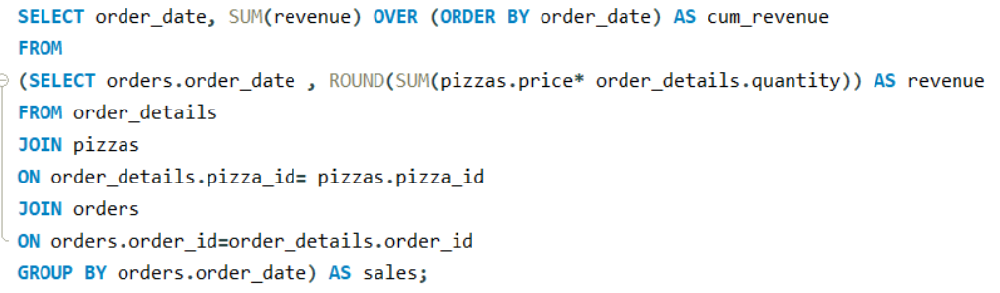 SELECT order_date, SUM(revenue) OVER (ORDER BY order_date) AS cum_revenue
FROM
(SELECT orders.order_date , ROUND(SUM(pizzas.price* order_details.quantity)) AS revenue
FROM order_details
JOIN pizzas
ON order_details.pizza_id= pizzas.pizza_id
JOIN orders
ON orders.order_id=order_details.order_id
GROUP BY orders.order_date) AS sales;